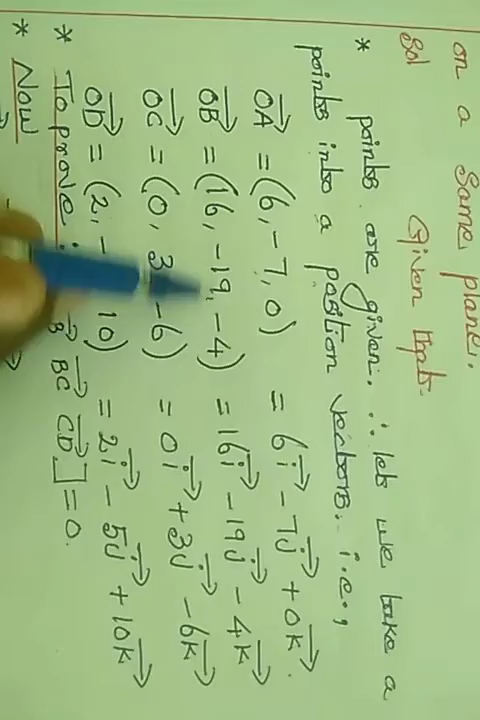 on a Same plane.
Sol Given that.
* points are given. ∴ let we take a
points into a position vectors. i.e.,
OA→ = (6, -7, 0) = 6i→ - 7j→ + 0k→.
OB→ = (16, -19, -4) = 16i→ - 19j→ - 4k→
OC→ = (0, 3, -6) = 0i→ + 3j→ - 6k→
OD→ = (2, - 10) = 2i→ - 5j→ + 10k→
* To prove : B→ BC→ CD→] = 0.
* Now